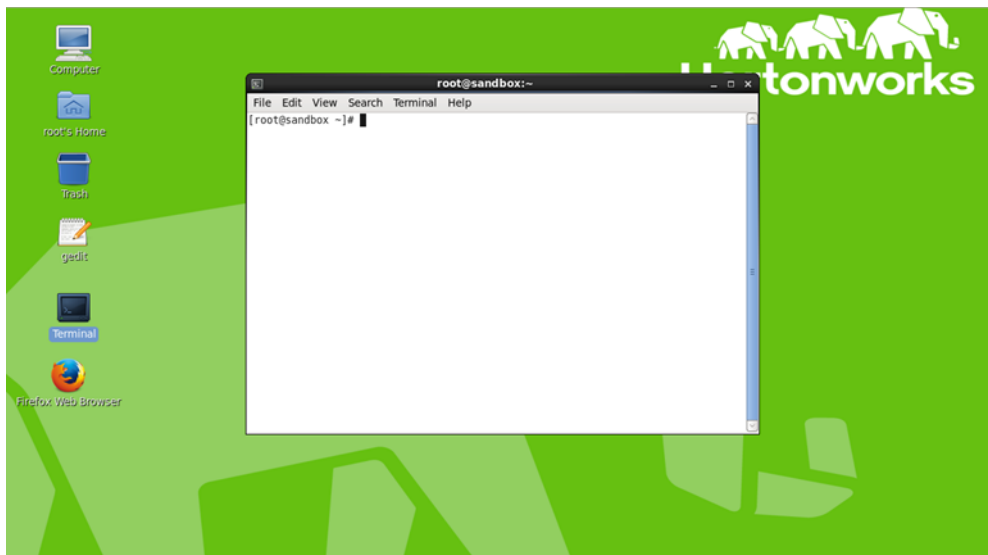 Computer
root's Home
Trash
gedit
Terminal
Firefox Web Browser
tonworks
root@sandbox:~
File Edit View Search Terminal Help
[root@sandbox ~]#